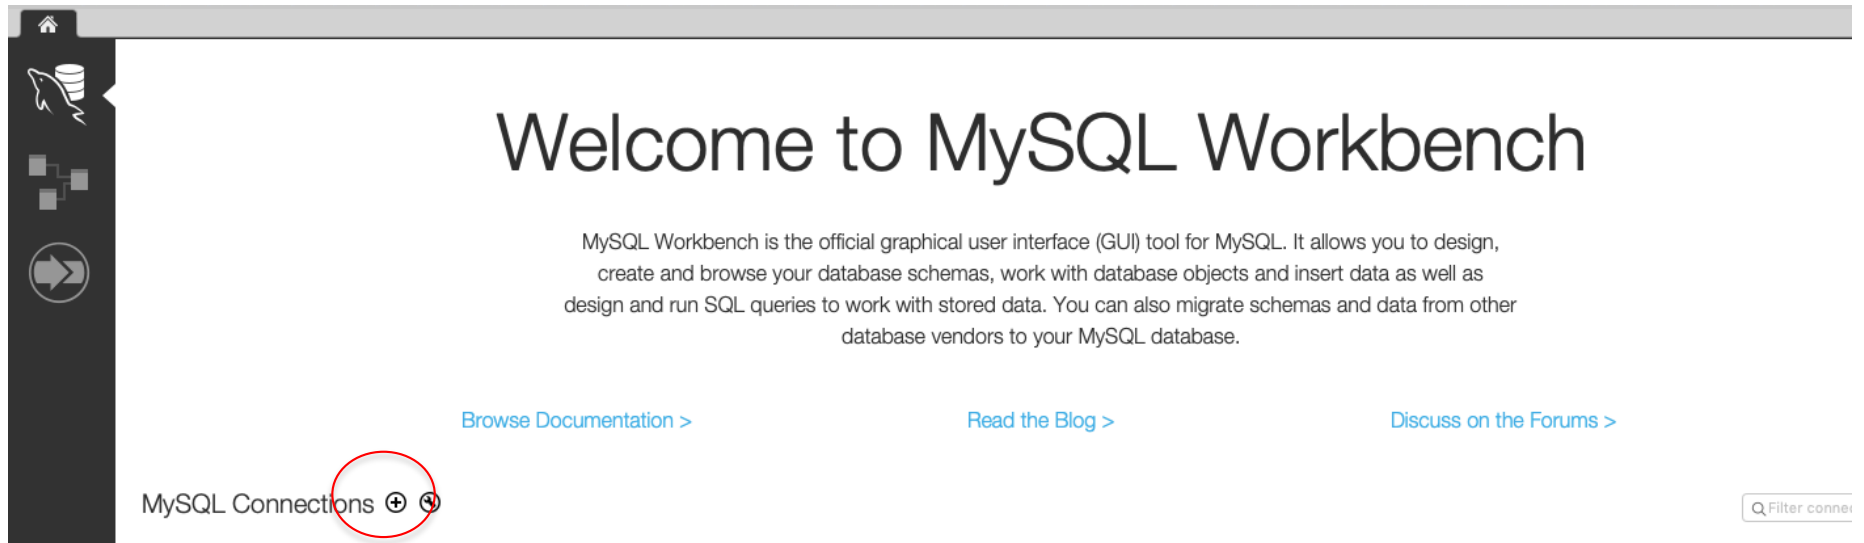 Welcome to MySQL Workbench
MySQL Workbench is the official graphical user interface (GUI) tool for MySQL. It allows you to design,
create and browse your database schemas, work with database objects and insert data as well as
design and run SQL queries to work with stored data. You can also migrate schemas and data from other
database vendors to your MySQL database.
Browse Documentation >
Read the Blog >
Discuss on the Forums >
MySQL Connections
Filter